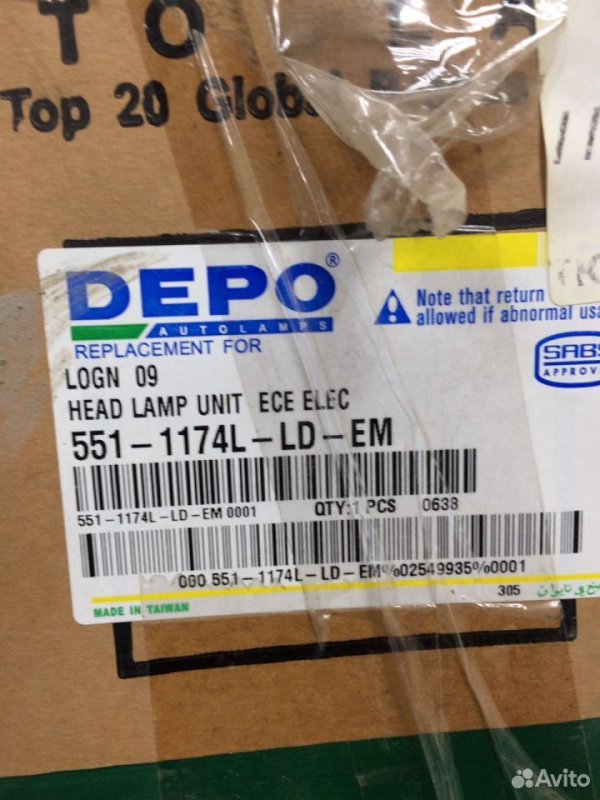 T O
Top 20 Global
DEPO®
AUTOLAMPS
REPLACEMENT FOR
Note that return
allowed if abnormal usa
SABS
APPROVE
LOGN 09
HEAD LAMP UNIT ECE ELEC
551-1174L-LD-EM
551-1174L-LD-EM 0001 QTY:1 PCS 0638
000 551-1174L-LD-EM%02549935%0001
305
MADE IN TAIWAN
Avito